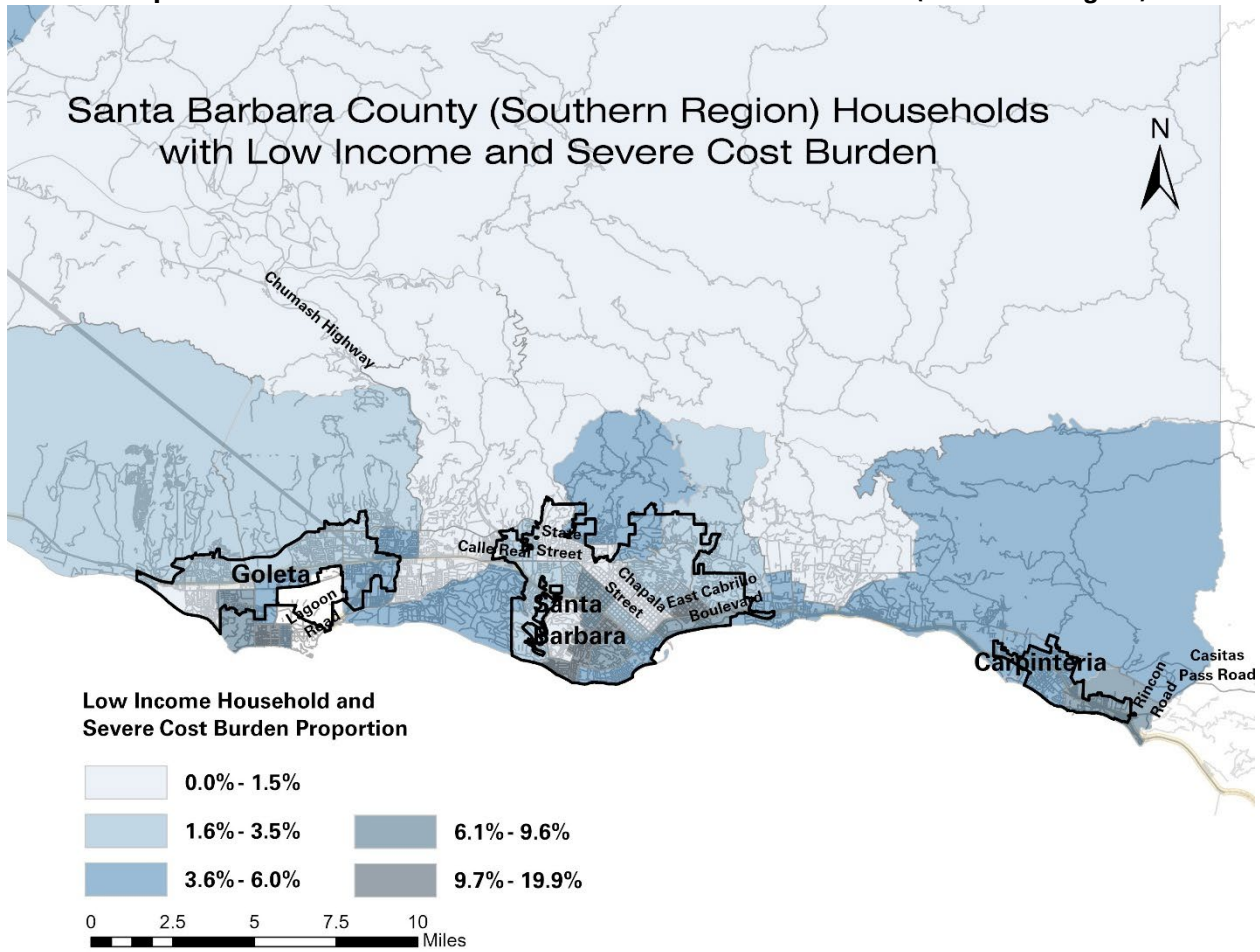 Santa Barbara County (Southern Region) Households
with Low Income and Severe Cost Burden
N
Chumash Highway
State
Calle Real Street
Goleta
Lagoon
Road
Chapala
Street
East Cabrillo
Boulevard
Santa
Barbara
Carpinteria
Rincon
Road
Casitas
Pass Road
Low Income Household and
Severe Cost Burden Proportion
0.0% - 1.5%
1.6% - 3.5%
3.6% - 6.0%
6.1% - 9.6%
9.7% - 19.9%
0 2.5 5 7.5 10
Miles